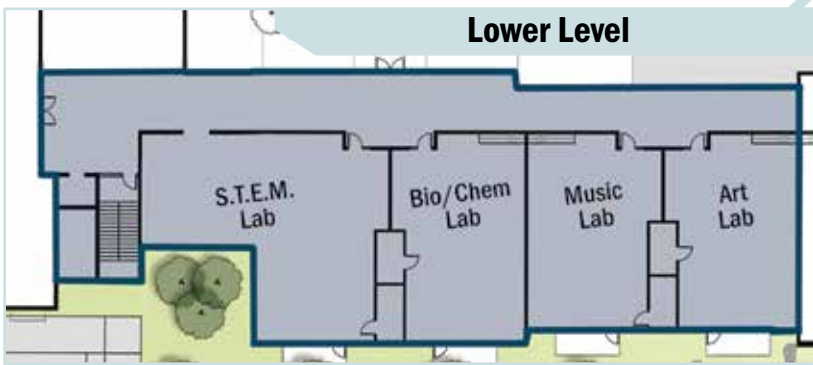 Lower Level
S.T.E.M.
Lab
Bio/Chem
Lab
Music
Lab
Art
Lab